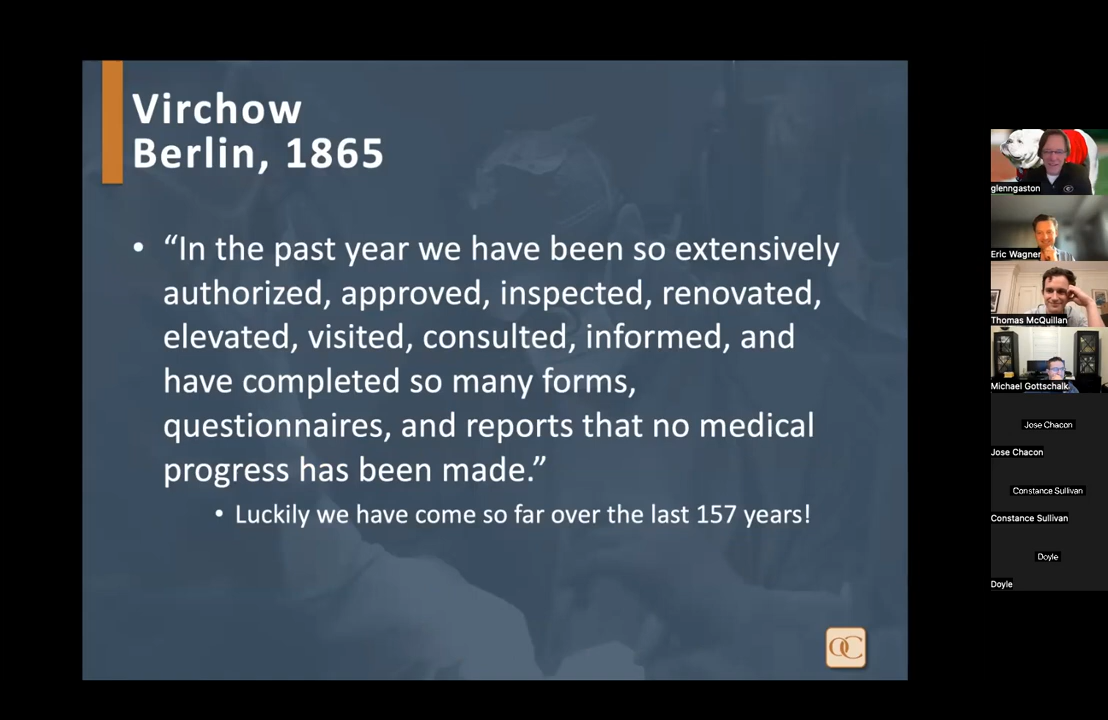 Virchow
Berlin, 1865
• “In the past year we have been so extensively
authorized, approved, inspected, renovated,
elevated, visited, consulted, informed, and
have completed so many forms,
questionnaires, and reports that no medical
progress has been made.”
• Luckily we have come so far over the last 157 years!
OC
glenngaston
Eric Wagner
Thomas McQuillan
Michael Gottschalk
Jose Chacon
Jose Chacon
Constance Sullivan
Constance Sullivan
Doyle
Doyle